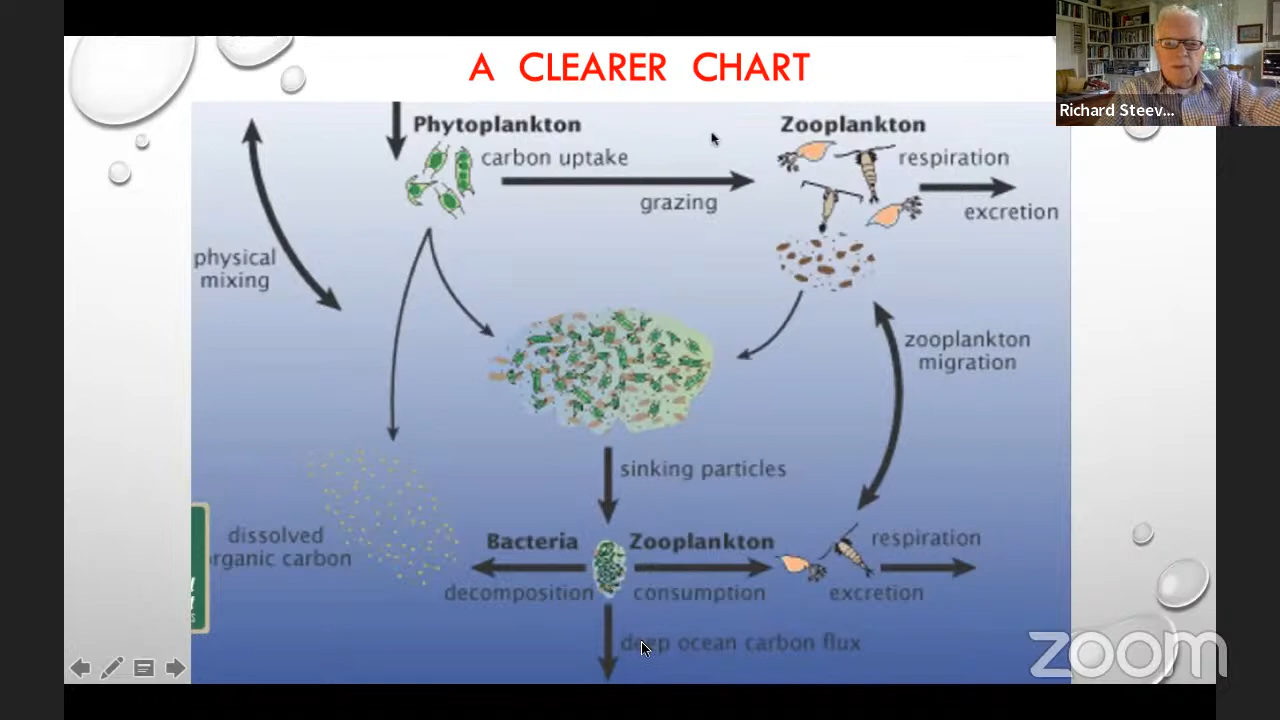 A CLEARER CHART
Richard Steev...
Phytoplankton
carbon uptake
grazing
Zooplankton
respiration
excretion
physical
mixing
zooplankton
migration
sinking particles
dissolved
organic carbon
Bacteria
decomposition
Zooplankton
consumption
respiration
excretion
deep ocean carbon flux
zoom